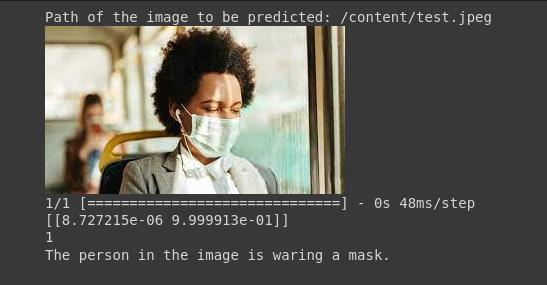 Path of the image to be predicted: /content/test.jpeg
1/1 [==============================] - 0s 48ms/step
[[8.727215e-06 9.999913e-01]]
1
The person in the image is waring a mask.